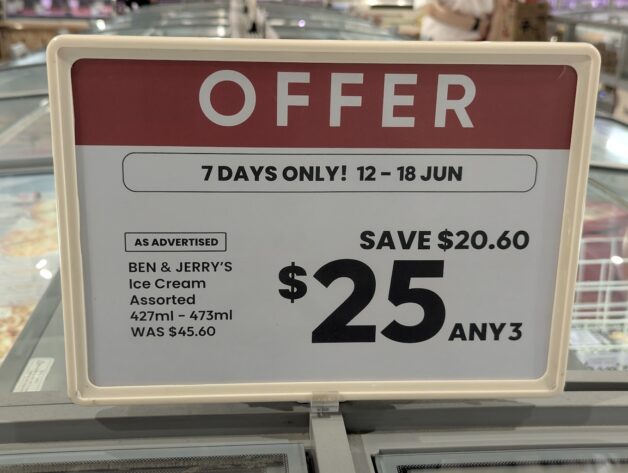 OFFER
7 DAYS ONLY! 12 – 18 JUN
AS ADVERTISED
BEN & JERRY'S
Ice Cream
Assorted
427ml – 473ml
WAS $45.60
SAVE $20.60
$25 ANY 3